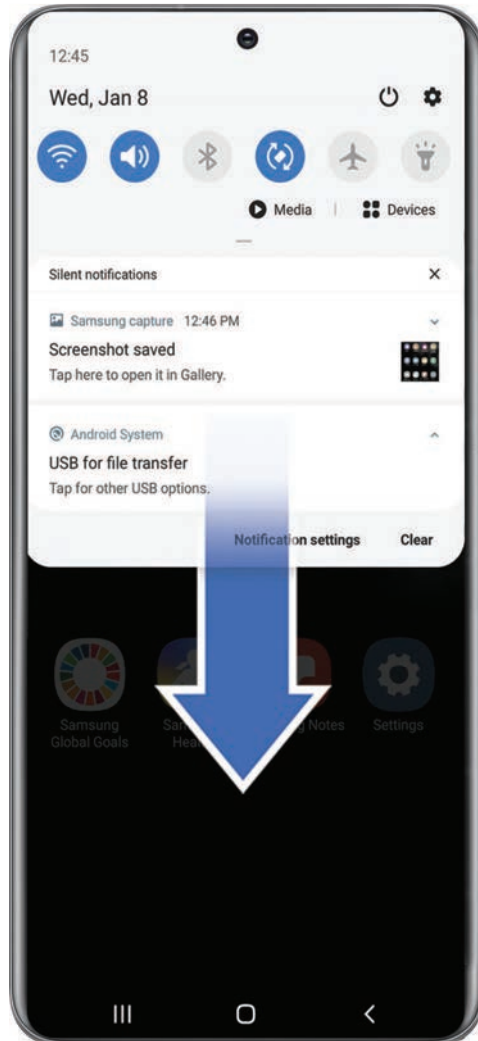 12:45
Wed, Jan 8
Media
Devices
Silent notifications
Samsung capture 12:46 PM
Screenshot saved
Tap here to open it in Gallery.
Android System
USB for file transfer
Tap for other USB options.
Notification settings Clear
Samsung
Global Goals
Notes
Settings